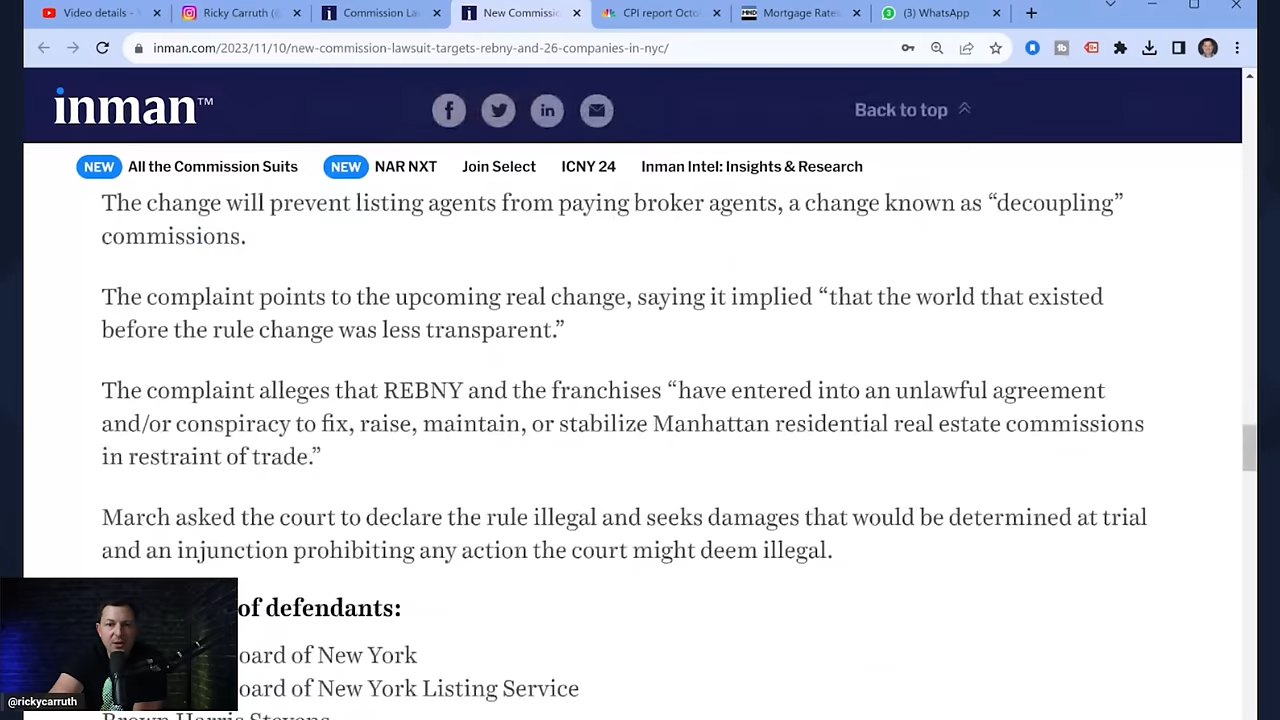 Video details -
Ricky Carruth (
Commission La
New Commissio
CPI report Octo
Mortgage Rates
(3) WhatsApp
inman.com/2023/11/10/new-commission-lawsuit-targets-rebny-and-26-companies-in-nyc/
inman™
Back to top
NEW All the Commission Suits NEW NAR NXT Join Select ICNY 24 Inman Intel: Insights & Research
The change will prevent listing agents from paying broker agents, a change known as “decoupling”
commissions.
The complaint points to the upcoming real change, saying it implied “that the world that existed
before the rule change was less transparent.”
The complaint alleges that REBNY and the franchises “have entered into an unlawful agreement
and/or conspiracy to fix, raise, maintain, or stabilize Manhattan residential real estate commissions
in restraint of trade.”
March asked the court to declare the rule illegal and seeks damages that would be determined at trial
and an injunction prohibiting any action the court might deem illegal.
of defendants:
oard of New York
oard of New York Listing Service
Brown Harris Stevens
@rickycarruth